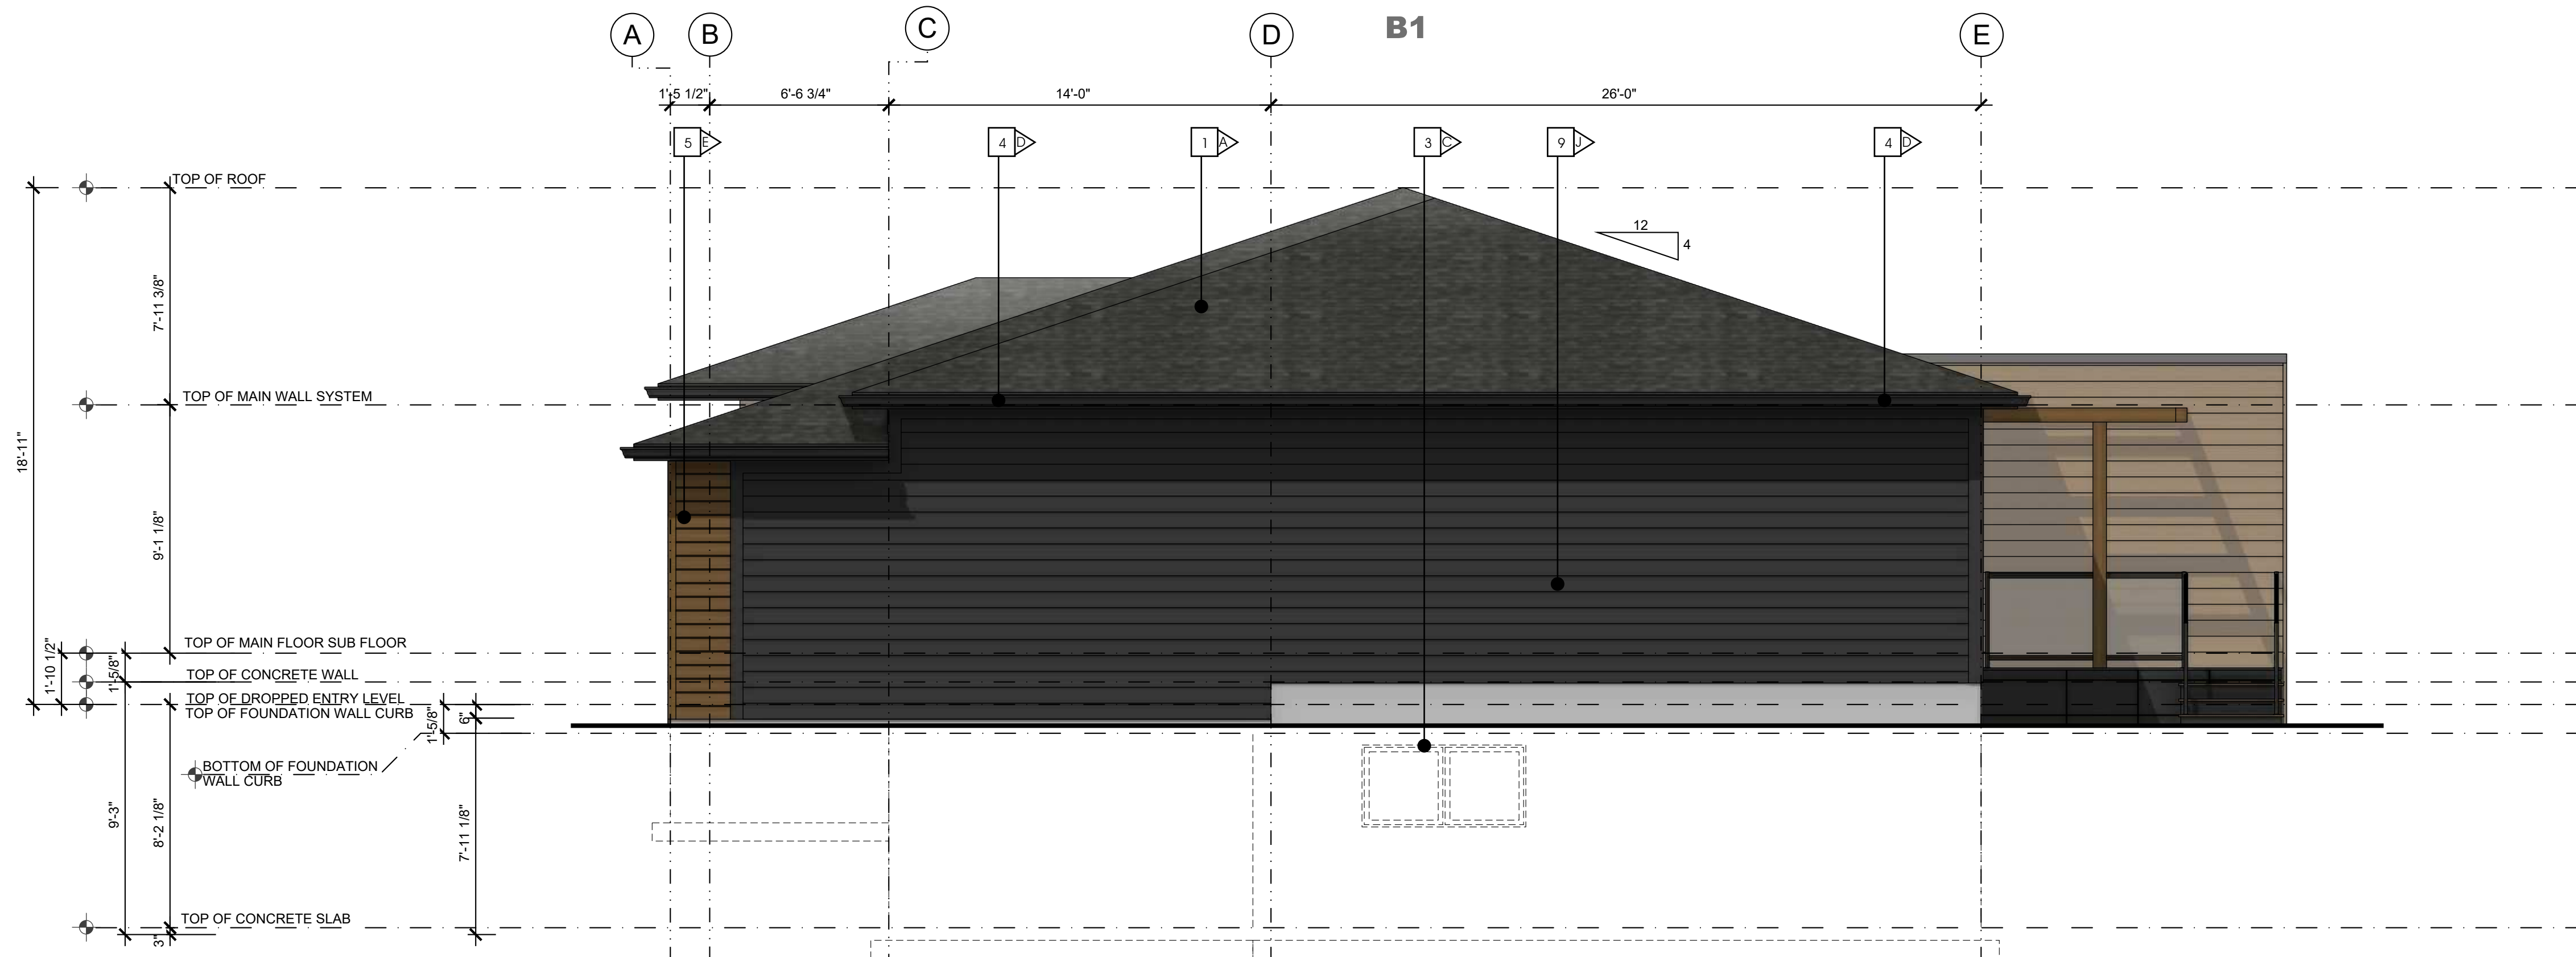 A
B
C
D
B1
E
1'-5 1/2"
6'-6 3/4"
14'-0"
26'-0"
5 E
4 D
1 A
3 C
9 J
4 D
TOP OF ROOF
12
4
7'-11 3/8"
TOP OF MAIN WALL SYSTEM
18'-11"
9'-1 1/8"
TOP OF MAIN FLOOR SUB FLOOR
1'-10 1/2"
1'-5/8"
TOP OF CONCRETE WALL
TOP OF DROPPED ENTRY LEVEL
TOP OF FOUNDATION WALL CURB
1'-5/8"
6"
BOTTOM OF FOUNDATION
WALL CURB
9'-3"
8'-2 1/8"
7'-11 1/8"
TOP OF CONCRETE SLAB
3"